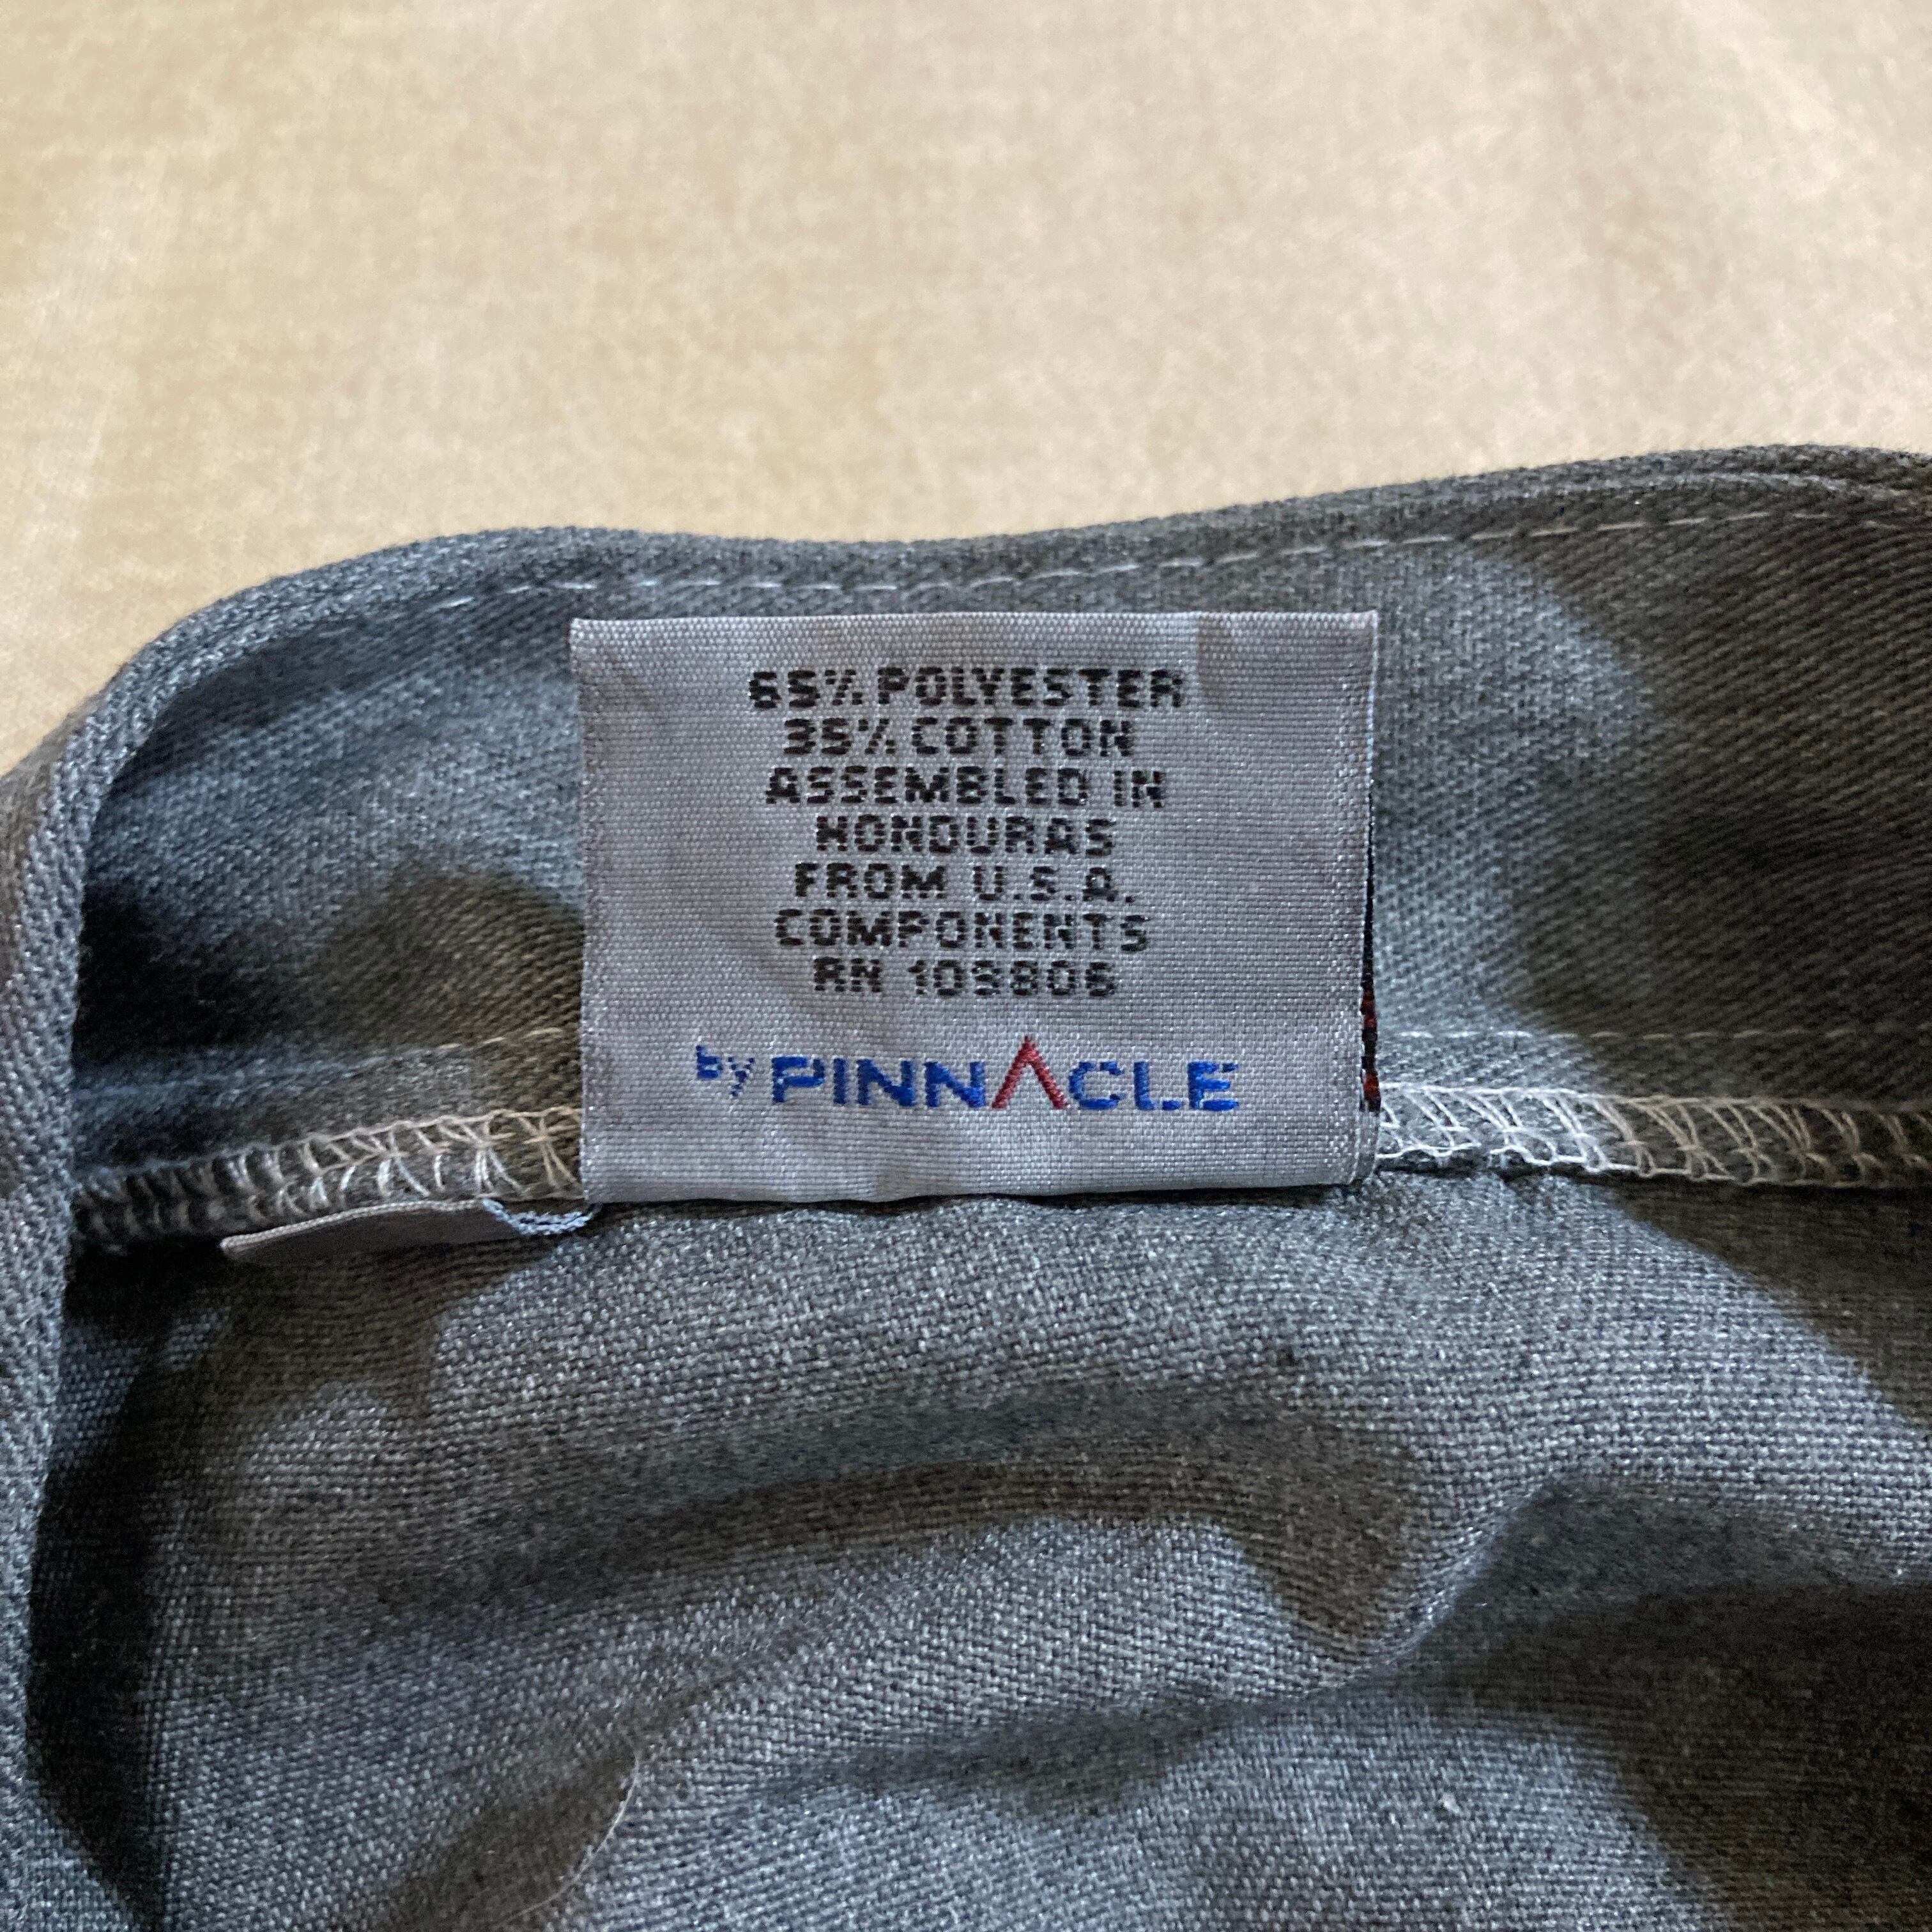 65% POLYESTER
35% COTTON
ASSEMBLED IN
HONDURAS
FROM U.S.A.
COMPONENTS
RN 109806
by PINNACLE